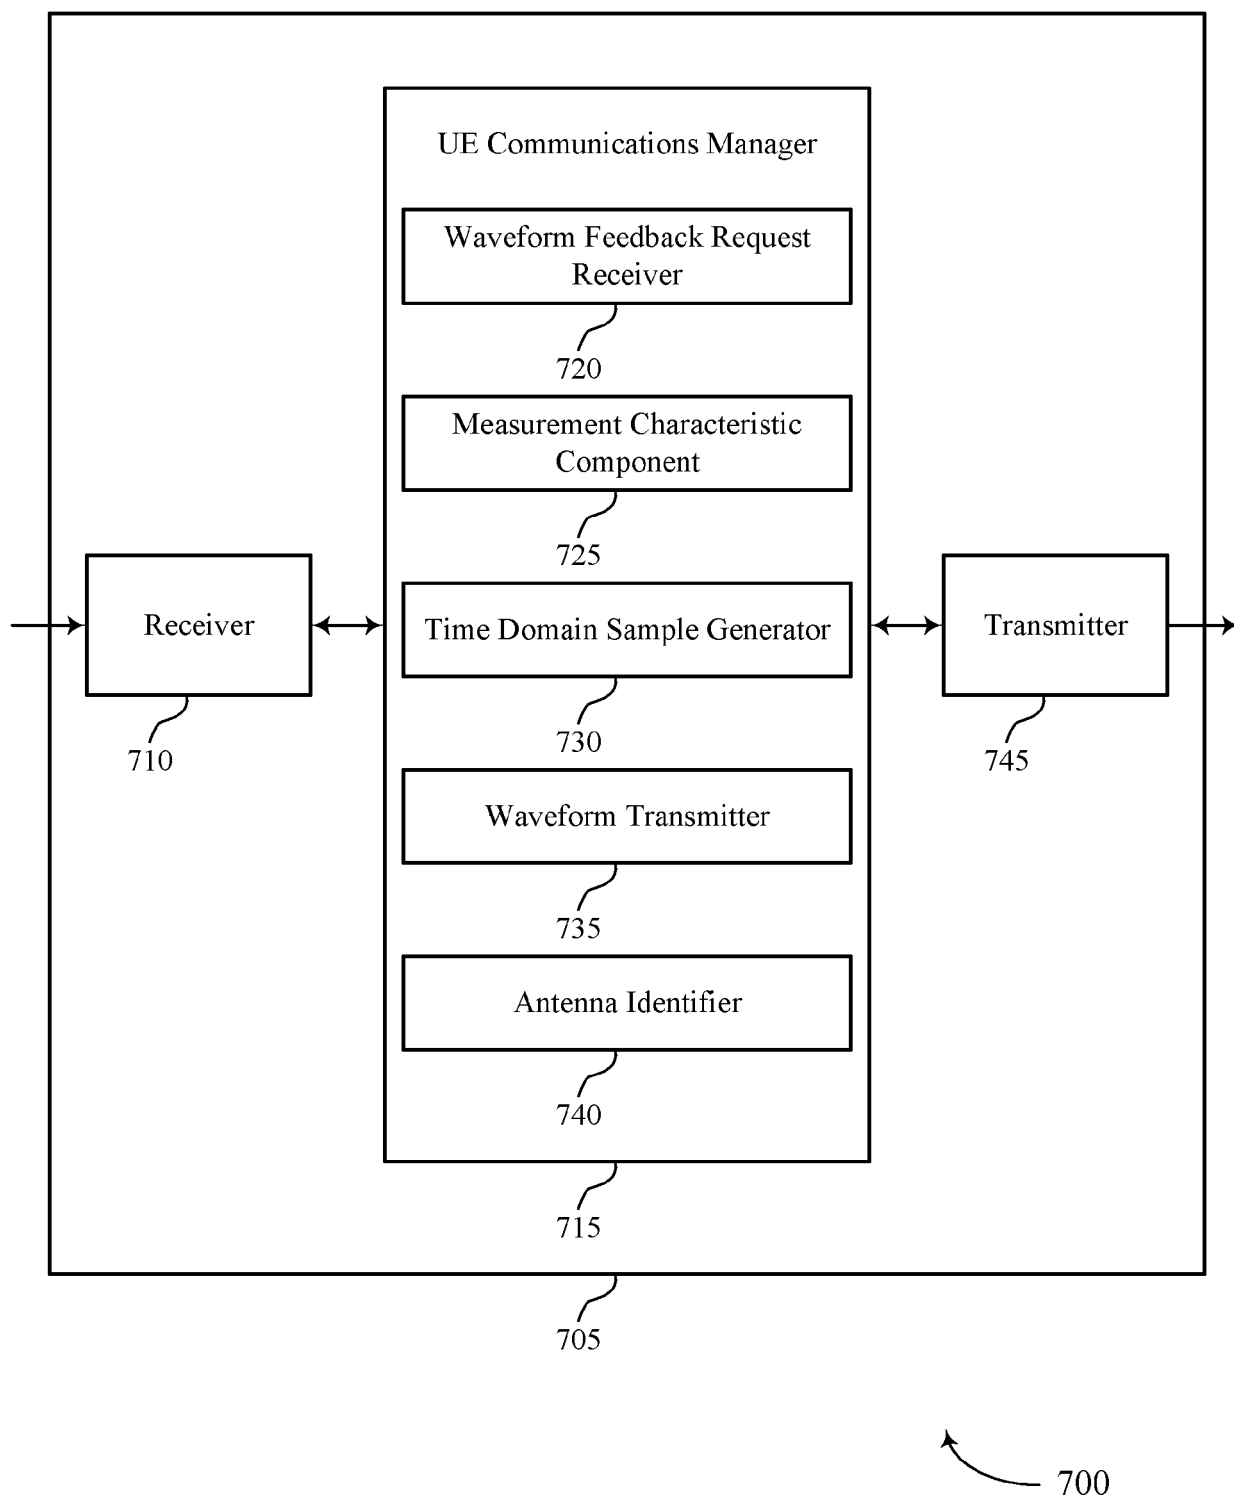 UE Communications Manager
Waveform Feedback Request
Receiver
720
Measurement Characteristic
Component
725
Receiver
710
Time Domain Sample Generator
730
Transmitter
745
Waveform Transmitter
735
Antenna Identifier
740
715
705
700